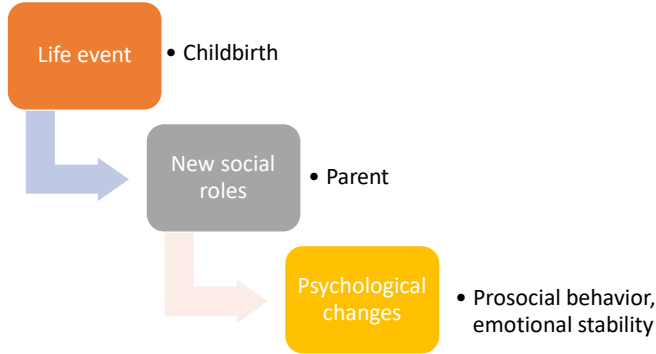 Life event
• Childbirth
New social
roles
• Parent
Psychological
changes
• Prosocial behavior,
emotional stability